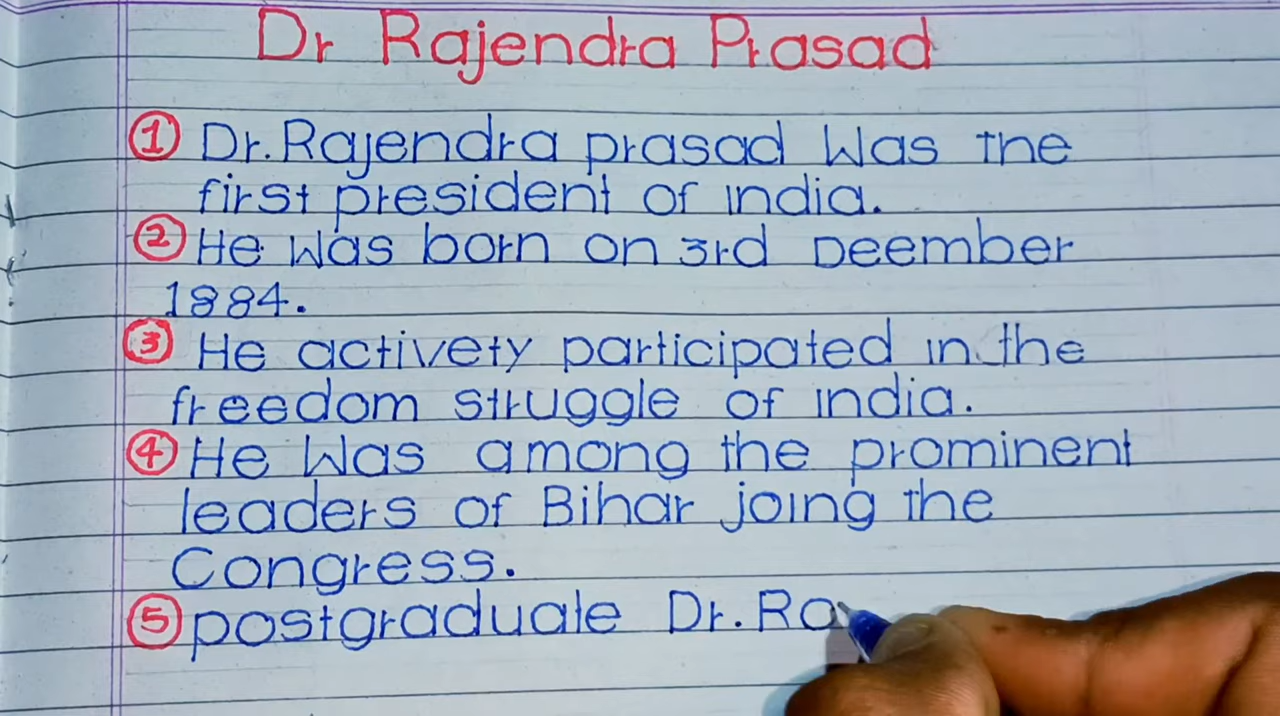 Dr Rajendra Prasad
① Dr. Rajendra prasad Was the
first president of india.
② He Was born on 3rd Deember
1884.
③ He activety participated in the
freedom struggle of india.
④ He Was among the prominent
leaders of Bihar joing the
Congress.
⑤ postgraduale Dr. Ra